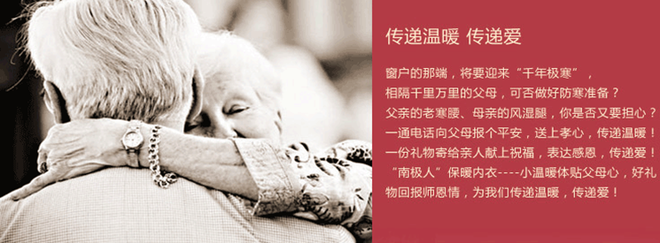 传递温暖 传递爱
窗户的那端，将要迎来“千年极寒”，
相隔千里万里的父母，可否做好防寒准备？
父亲的老寒腰、母亲的风湿腿，你是否又要担心？
一通电话向父母报个平安，送上孝心，传递温暖！
一份礼物寄给亲人献上祝福，表达感恩，传递爱！
“南极人”保暖内衣----小温暖体贴父母心，好礼
物回报师恩情，为我们传递温暖，传递爱！